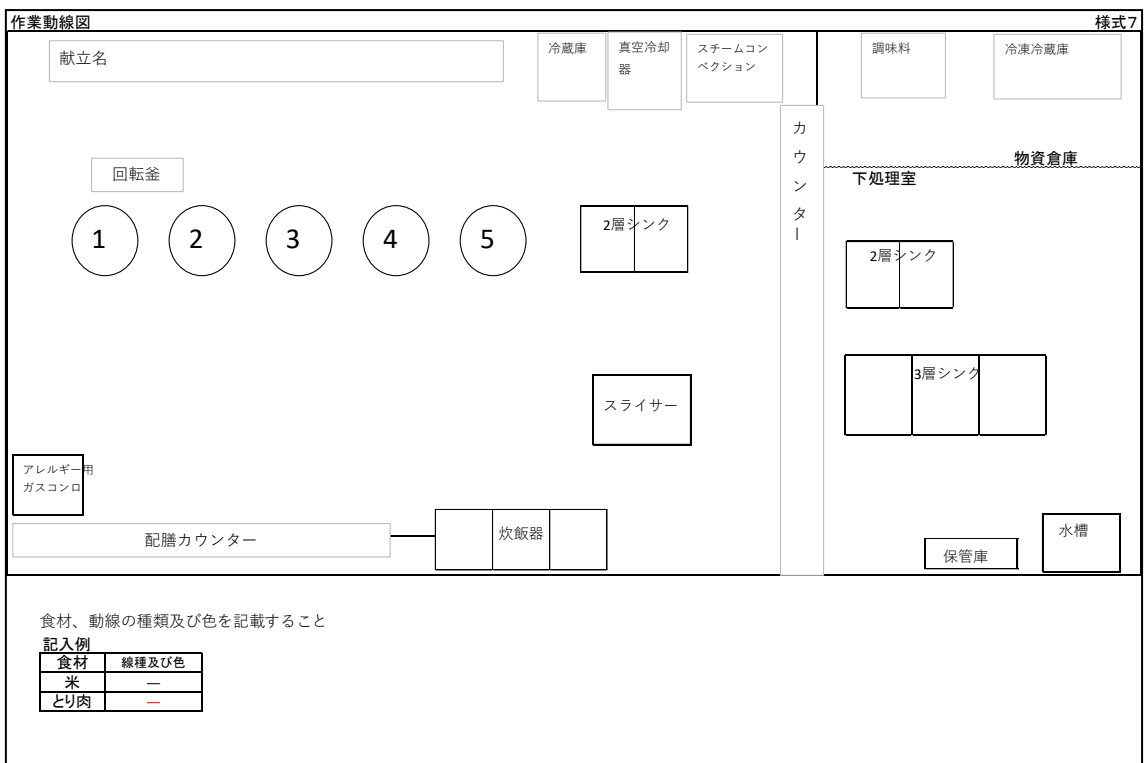 作業動線図
様式7
献立名
冷蔵庫
真空冷却
器
スチームコン
ベクション
調味料
冷凍冷蔵庫
カウンター
物資倉庫
下処理室
回転釜
1
2
3
4
5
2層シンク
2層シンク
3層シンク
スライサー
アレルギー用
ガスコンロ
配膳カウンター
炊飯器
保管庫
水槽
食材、動線の種類及び色を記載すること
記入例
食材 線種及び色
米 ―
とり肉 ―